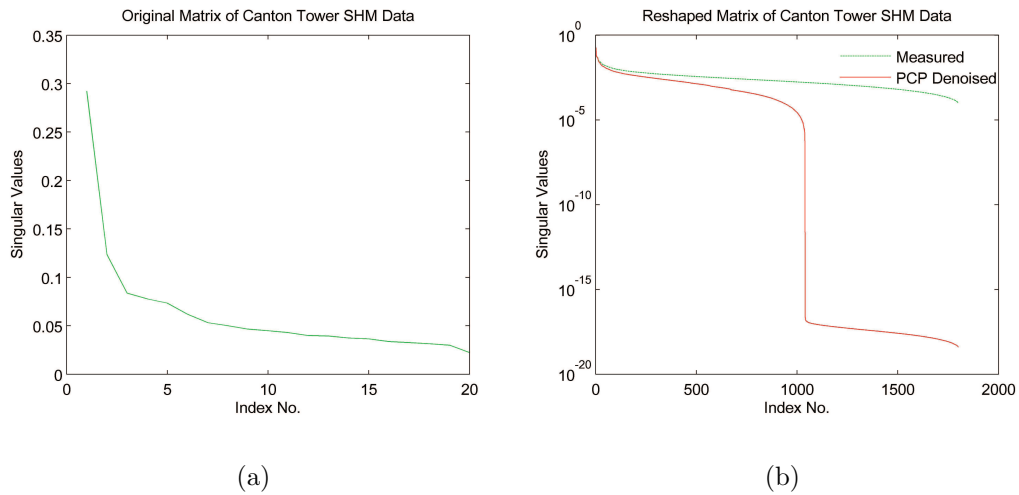 Original Matrix of Canton Tower SHM Data
0.35
0.3
0.25
0.2
0.15
0.1
0.05
0
Singular Values
0 5 10 15 20
Index No.
(a)
Reshaped Matrix of Canton Tower SHM Data
10^0
10^-5
10^-10
10^-15
10^-20
Singular Values
Measured
PCP Denoised
0 500 1000 1500 2000
Index No.
(b)